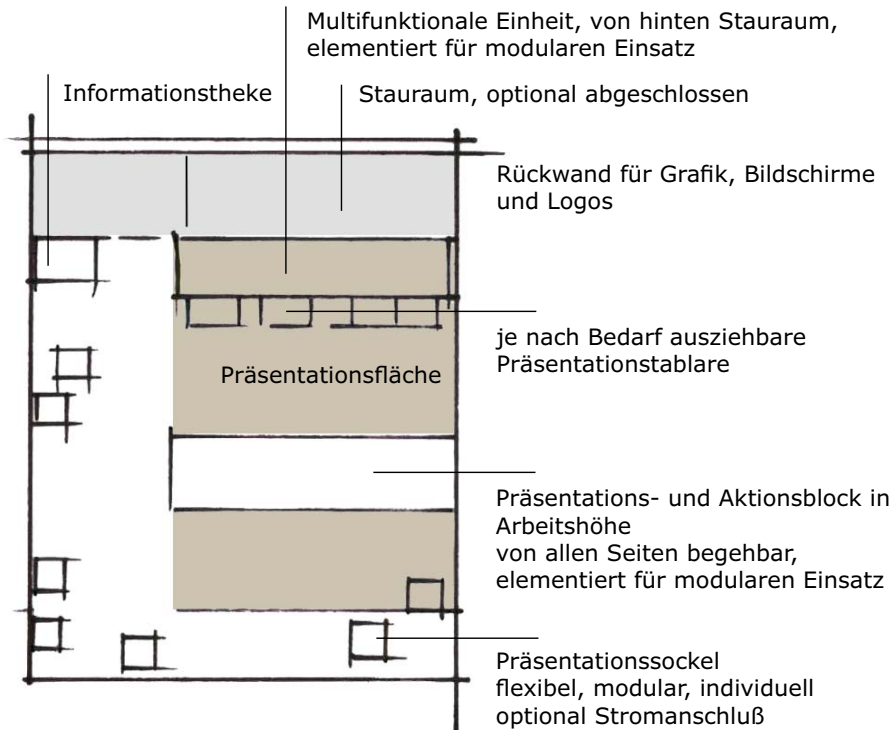 Multifunktionale Einheit, von hinten Stauraum,
elementiert für modularen Einsatz
Informationstheke
Stauraum, optional abgeschlossen
Rückwand für Grafik, Bildschirme
und Logos
je nach Bedarf ausziehbare
Präsentationstablare
Präsentationsfläche
Präsentations- und Aktionsblock in
Arbeitshöhe
von allen Seiten begehbar,
elementiert für modularen Einsatz
Präsentationssockel
flexibel, modular, individuell
optional Stromanschluß